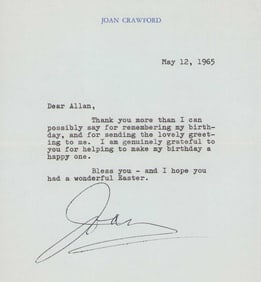 JOAN CRAWFORD
May 12, 1965
Dear Allan,
Thank you more than I can
possibly say for remembering my birth-
day, and for sending the lovely greet-
ing to me. I am genuinely grateful to
you for helping to make my birthday a
happy one.
Bless you - and I hope you
had a wonderful Easter.
Joan